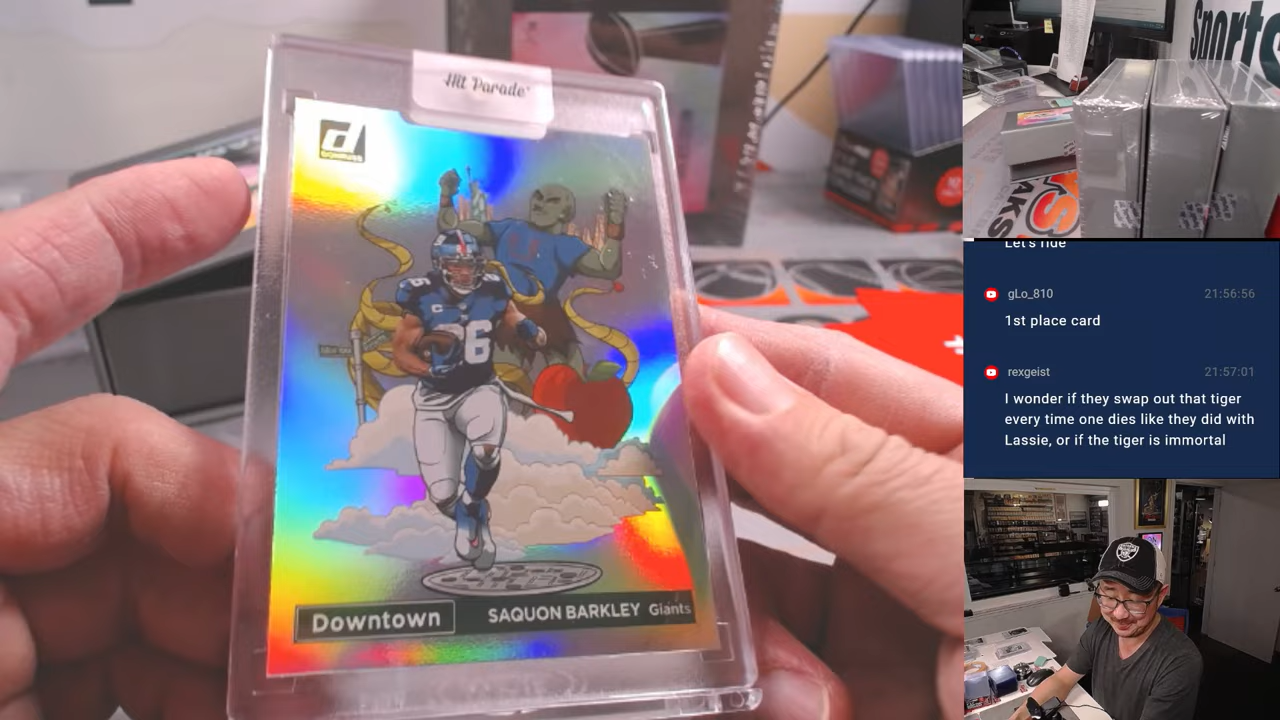 Hit Parade
DONRUSS
26
86
Downtown
SAQUON BARKLEY Giants
Sports
Let's ride
gLo_810
21:56:56
1st place card
rexgeist
21:57:01
I wonder if they swap out that tiger
every time one dies like they did with
Lassie, or if the tiger is immortal